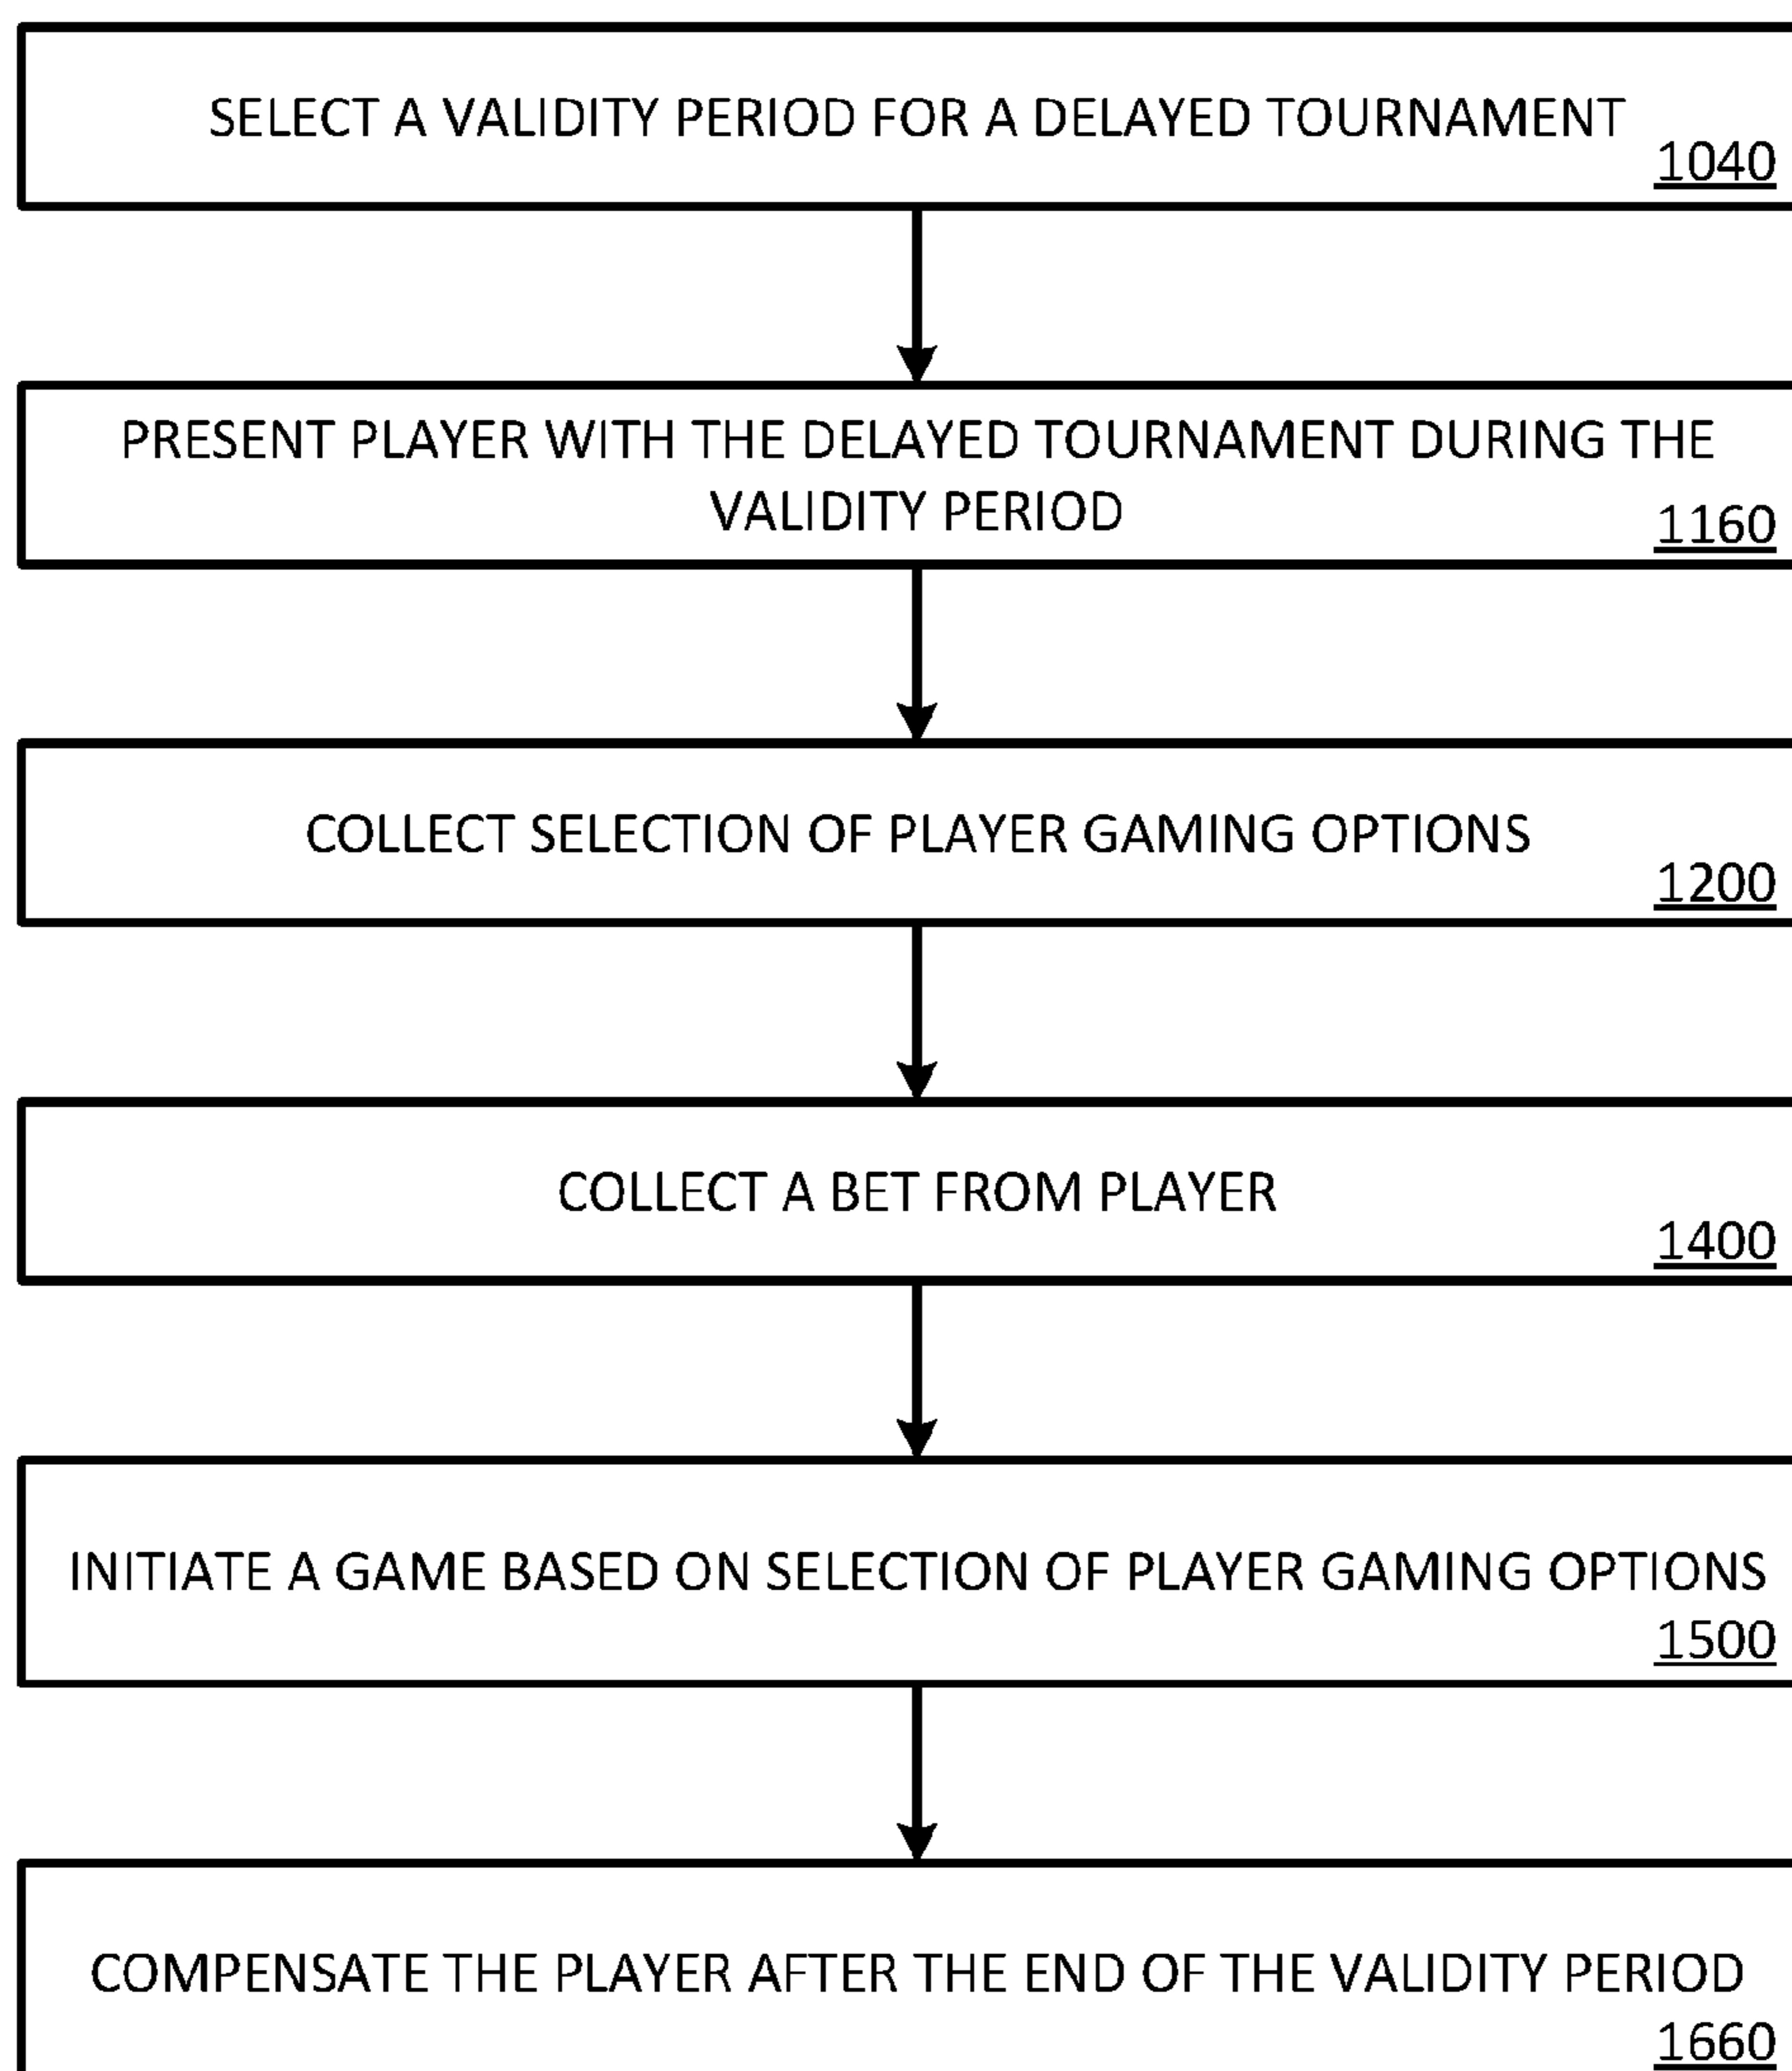 SELECT A VALIDITY PERIOD FOR A DELAYED TOURNAMENT
1040
PRESENT PLAYER WITH THE DELAYED TOURNAMENT DURING THE
VALIDITY PERIOD
1160
COLLECT SELECTION OF PLAYER GAMING OPTIONS
1200
COLLECT A BET FROM PLAYER
1400
INITIATE A GAME BASED ON SELECTION OF PLAYER GAMING OPTIONS
1500
COMPENSATE THE PLAYER AFTER THE END OF THE VALIDITY PERIOD
1660